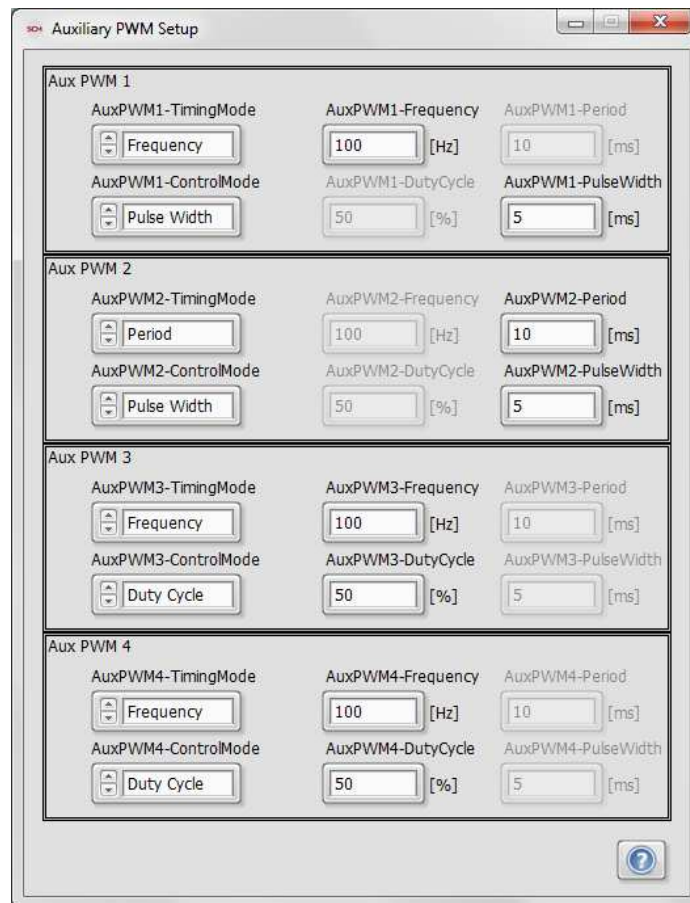 SCM Auxiliary PWM Setup
Aux PWM 1
AuxPWM1-TimingMode AuxPWM1-Frequency AuxPWM1-Period
Frequency 100 [Hz] 10 [ms]
AuxPWM1-ControlMode AuxPWM1-DutyCycle AuxPWM1-PulseWidth
Pulse Width 50 [%] 5 [ms]
Aux PWM 2
AuxPWM2-TimingMode AuxPWM2-Frequency AuxPWM2-Period
Period 100 [Hz] 10 [ms]
AuxPWM2-ControlMode AuxPWM2-DutyCycle AuxPWM2-PulseWidth
Pulse Width 50 [%] 5 [ms]
Aux PWM 3
AuxPWM3-TimingMode AuxPWM3-Frequency AuxPWM3-Period
Frequency 100 [Hz] 10 [ms]
AuxPWM3-ControlMode AuxPWM3-DutyCycle AuxPWM3-PulseWidth
Duty Cycle 50 [%] 5 [ms]
Aux PWM 4
AuxPWM4-TimingMode AuxPWM4-Frequency AuxPWM4-Period
Frequency 100 [Hz] 10 [ms]
AuxPWM4-ControlMode AuxPWM4-DutyCycle AuxPWM4-PulseWidth
Duty Cycle 50 [%] 5 [ms]
?